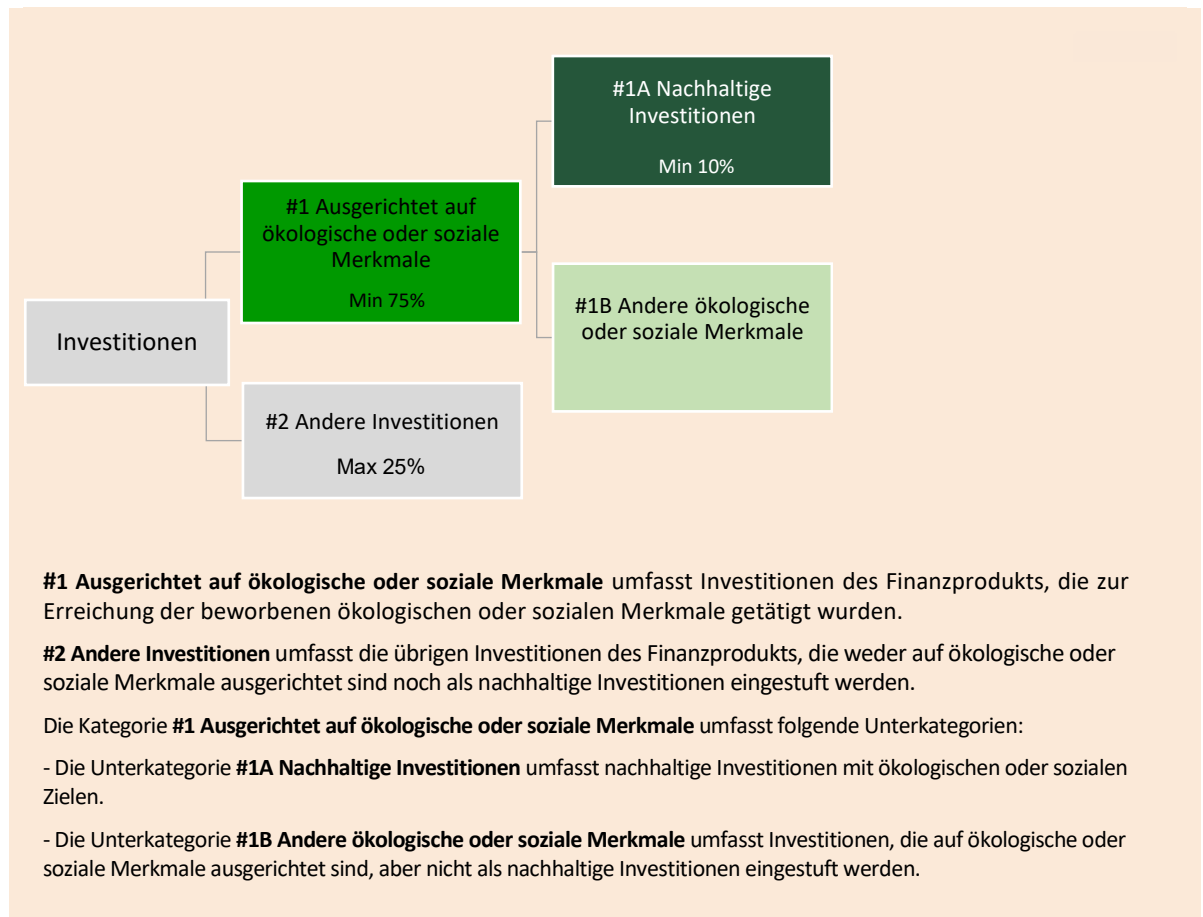 #1A Nachhaltige
Investitionen
Min 10%
#1 Ausgerichtet auf
ökologische oder soziale
Merkmale
Min 75%
#1B Andere ökologische
oder soziale Merkmale
Investitionen
#2 Andere Investitionen
Max 25%
#1 Ausgerichtet auf ökologische oder soziale Merkmale umfasst Investitionen des Finanzprodukts, die zur
Erreichung der beworbenen ökologischen oder sozialen Merkmale getätigt wurden.
#2 Andere Investitionen umfasst die übrigen Investitionen des Finanzprodukts, die weder auf ökologische oder
soziale Merkmale ausgerichtet sind noch als nachhaltige Investitionen eingestuft werden.
Die Kategorie #1 Ausgerichtet auf ökologische oder soziale Merkmale umfasst folgende Unterkategorien:
- Die Unterkategorie #1A Nachhaltige Investitionen umfasst nachhaltige Investitionen mit ökologischen oder sozialen
Zielen.
- Die Unterkategorie #1B Andere ökologische oder soziale Merkmale umfasst Investitionen, die auf ökologische oder
soziale Merkmale ausgerichtet sind, aber nicht als nachhaltige Investitionen eingestuft werden.